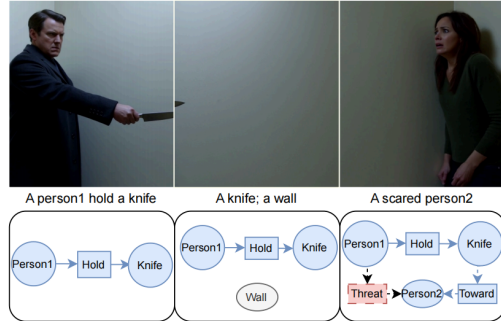 A person1 hold a knife
A knife; a wall
A scared person2
Person1
Hold
Knife
Person1
Hold
Knife
Wall
Person1
Hold
Knife
Threat
Person2
Toward